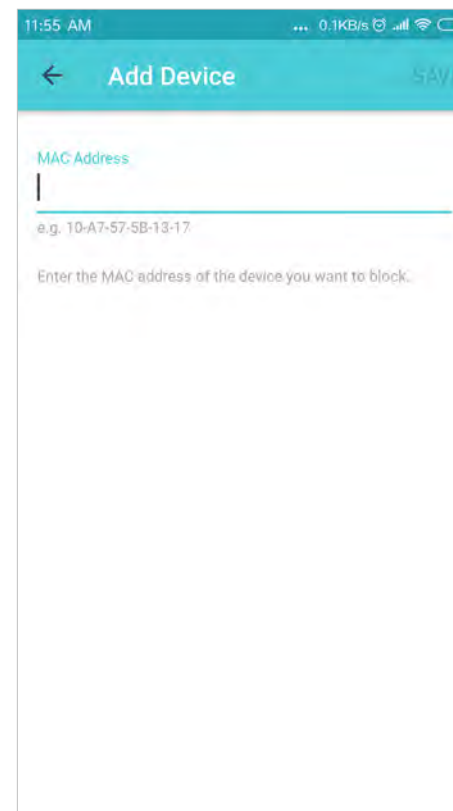 11:55 AM ... 0.1KB/s
Add Device SAV
MAC Address
e.g. 10-A7-57-5B-13-17
Enter the MAC address of the device you want to block.